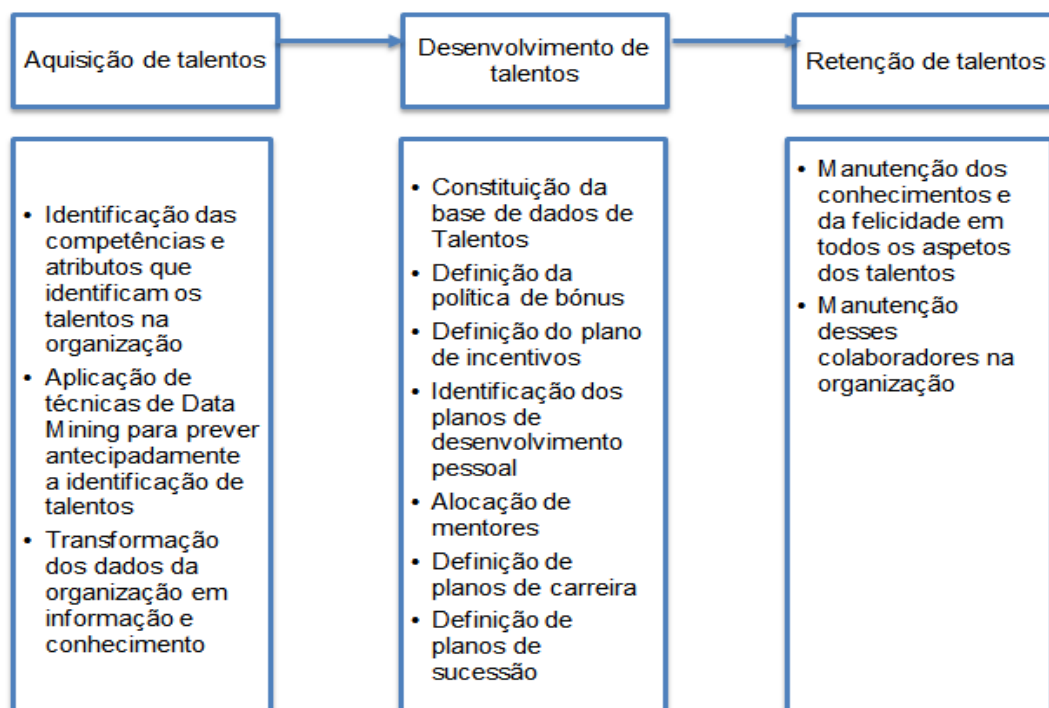 Aquisição de talentos
Desenvolvimento de
talentos
Retenção de talentos
• Identificação das
competências e
atributos que
identificam os
talentos na
organização
• Aplicação de
técnicas de Data
Mining para prever
antecipadamente
a identificação de
talentos
• Transformação
dos dados da
organização em
informação e
conhecimento
• Constituição da
base de dados de
Talentos
• Definição da
política de bónus
• Definição do plano
de incentivos
• Identificação dos
planos de
desenvolvimento
pessoal
• Alocação de
mentores
• Definição de
planos de carreira
• Definição de
planos de
sucessão
• Manutenção dos
conhecimentos e
da felicidade em
todos os aspetos
dos talentos
• Manutenção
desses
colaboradores na
organização